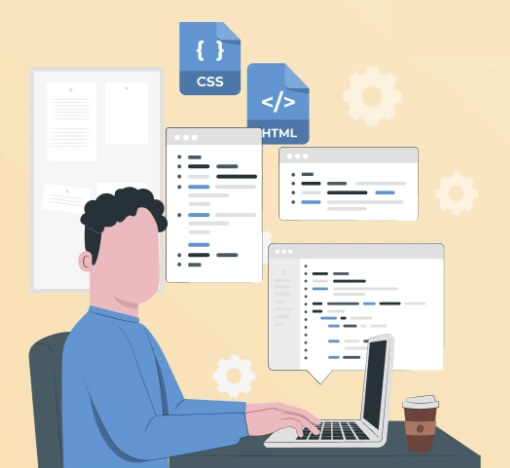 { }
CSS
</>
HTML